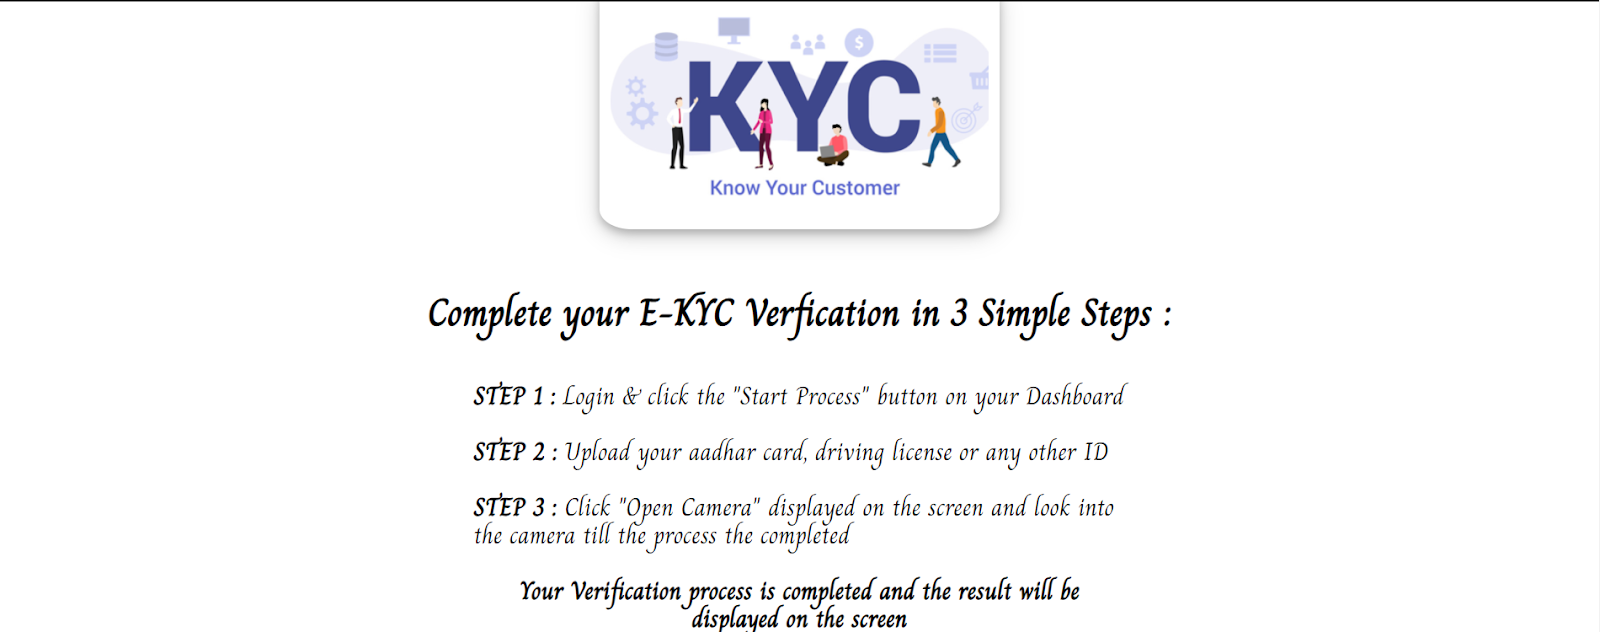 KYC
Know Your Customer
Complete your E-KYC Verfication in 3 Simple Steps :
STEP 1 : Login & click the "Start Process" button on your Dashboard
STEP 2 : Upload your aadhar card, driving license or any other ID
STEP 3 : Click "Open Camera" displayed on the screen and look into
the camera till the process the completed
Your Verification process is completed and the result will be
displayed on the screen